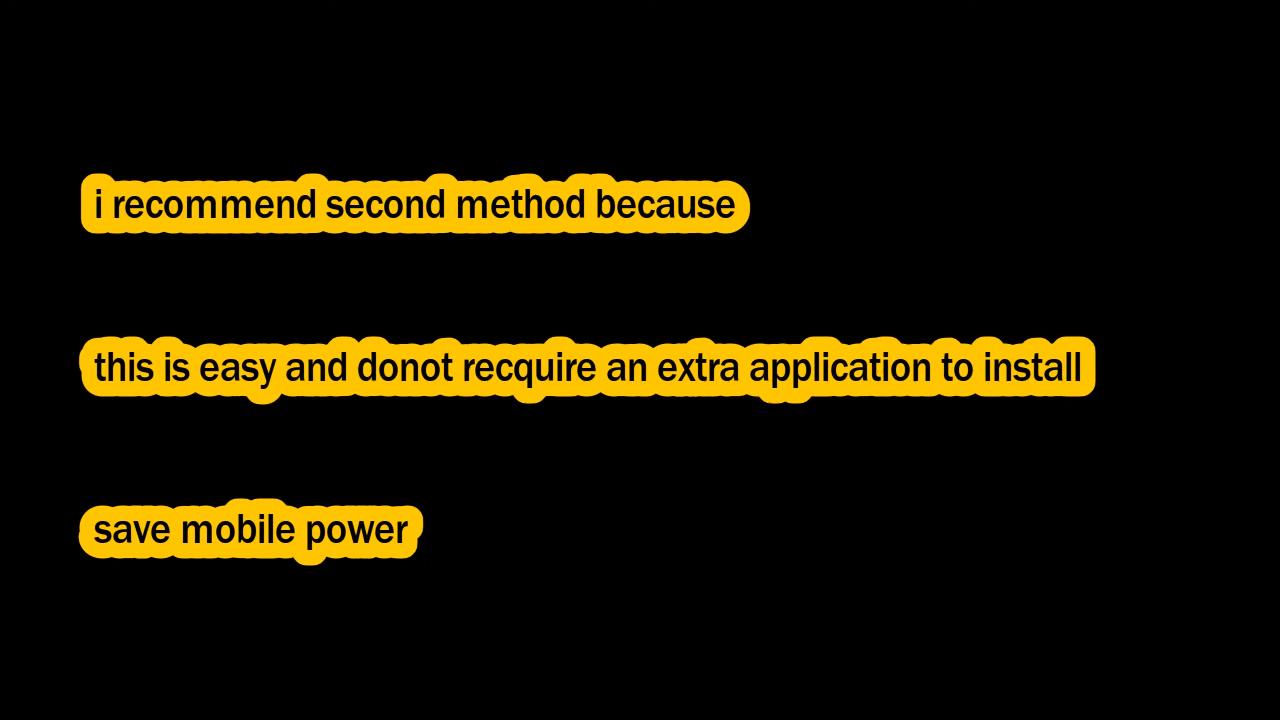 i recommend second method because
this is easy and donot recquire an extra application to install
save mobile power